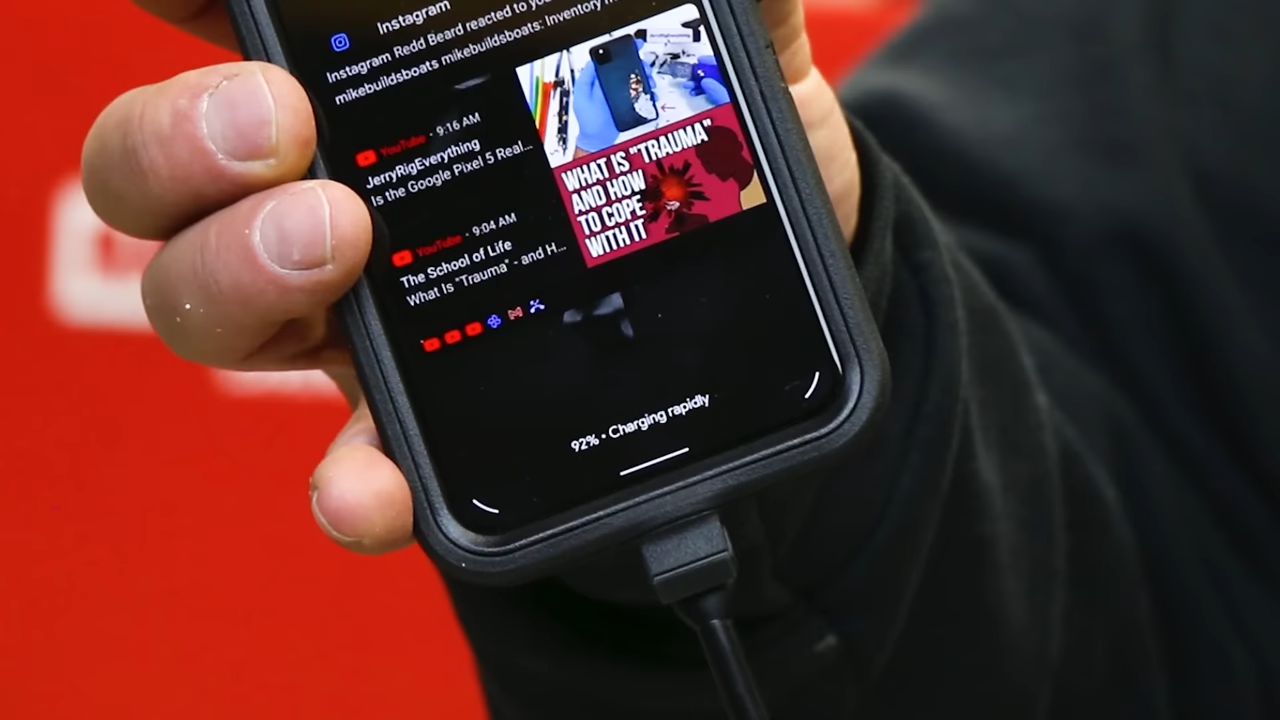 Instagram
Instagram Redd Beard reacted to you
mikebuildsboats mikebuildsboats: Inventory
YouTube · 9:16 AM
JerryRigEverything
Is the Google Pixel 5 Real...
JerryRigEverything
WHAT IS "TRAUMA"
AND HOW
TO COPE
WITH IT
YouTube · 9:04 AM
The School of Life
What Is "Trauma" - and H...
92% • Charging rapidly